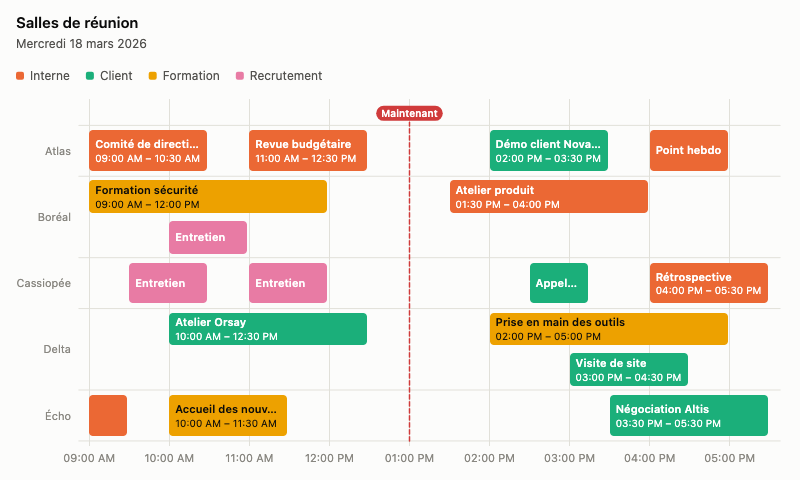 Salles de réunion
Mercredi 18 mars 2026
Interne
Client
Formation
Recrutement
Maintenant
Atlas
Comité de directi...
09:00 AM – 10:30 AM
Revue budgétaire
11:00 AM – 12:30 PM
Démo client Nova...
02:00 PM – 03:30 PM
Point hebdo
Boréal
Formation sécurité
09:00 AM – 12:00 PM
Entretien
Atelier produit
01:30 PM – 04:00 PM
Cassiopée
Entretien
Entretien
Appel...
Rétrospective
04:00 PM – 05:30 PM
Delta
Atelier Orsay
10:00 AM – 12:30 PM
Prise en main des outils
02:00 PM – 05:00 PM
Visite de site
03:00 PM – 04:30 PM
Écho
Accueil des nouv...
10:00 AM – 11:30 AM
Négociation Altis
03:30 PM – 05:30 PM
09:00 AM
10:00 AM
11:00 AM
12:00 PM
01:00 PM
02:00 PM
03:00 PM
04:00 PM
05:00 PM